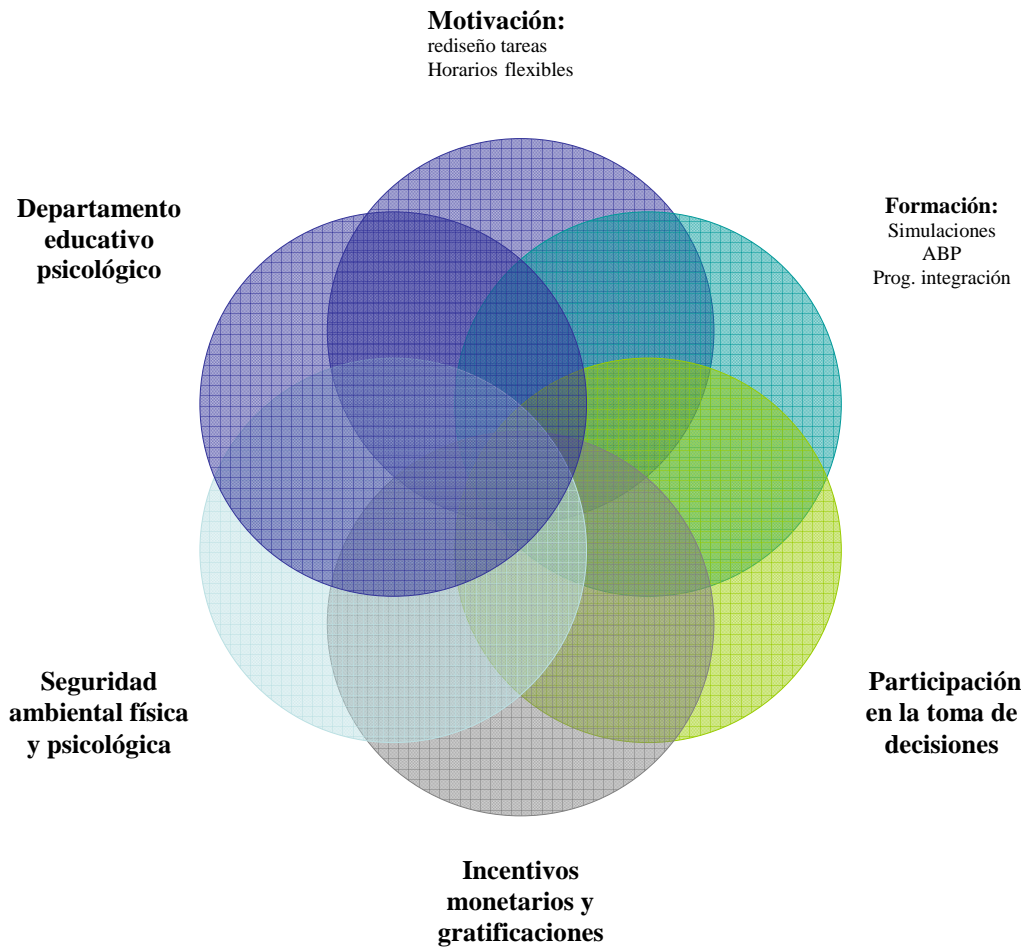 Motivación:
rediseño tareas
Horarios flexibles
Departamento
educativo
psicológico
Formación:
Simulaciones
ABP
Prog. integración
Seguridad
ambiental física
y psicológica
Participación
en la toma de
decisiones
Incentivos
monetarios y
gratificaciones